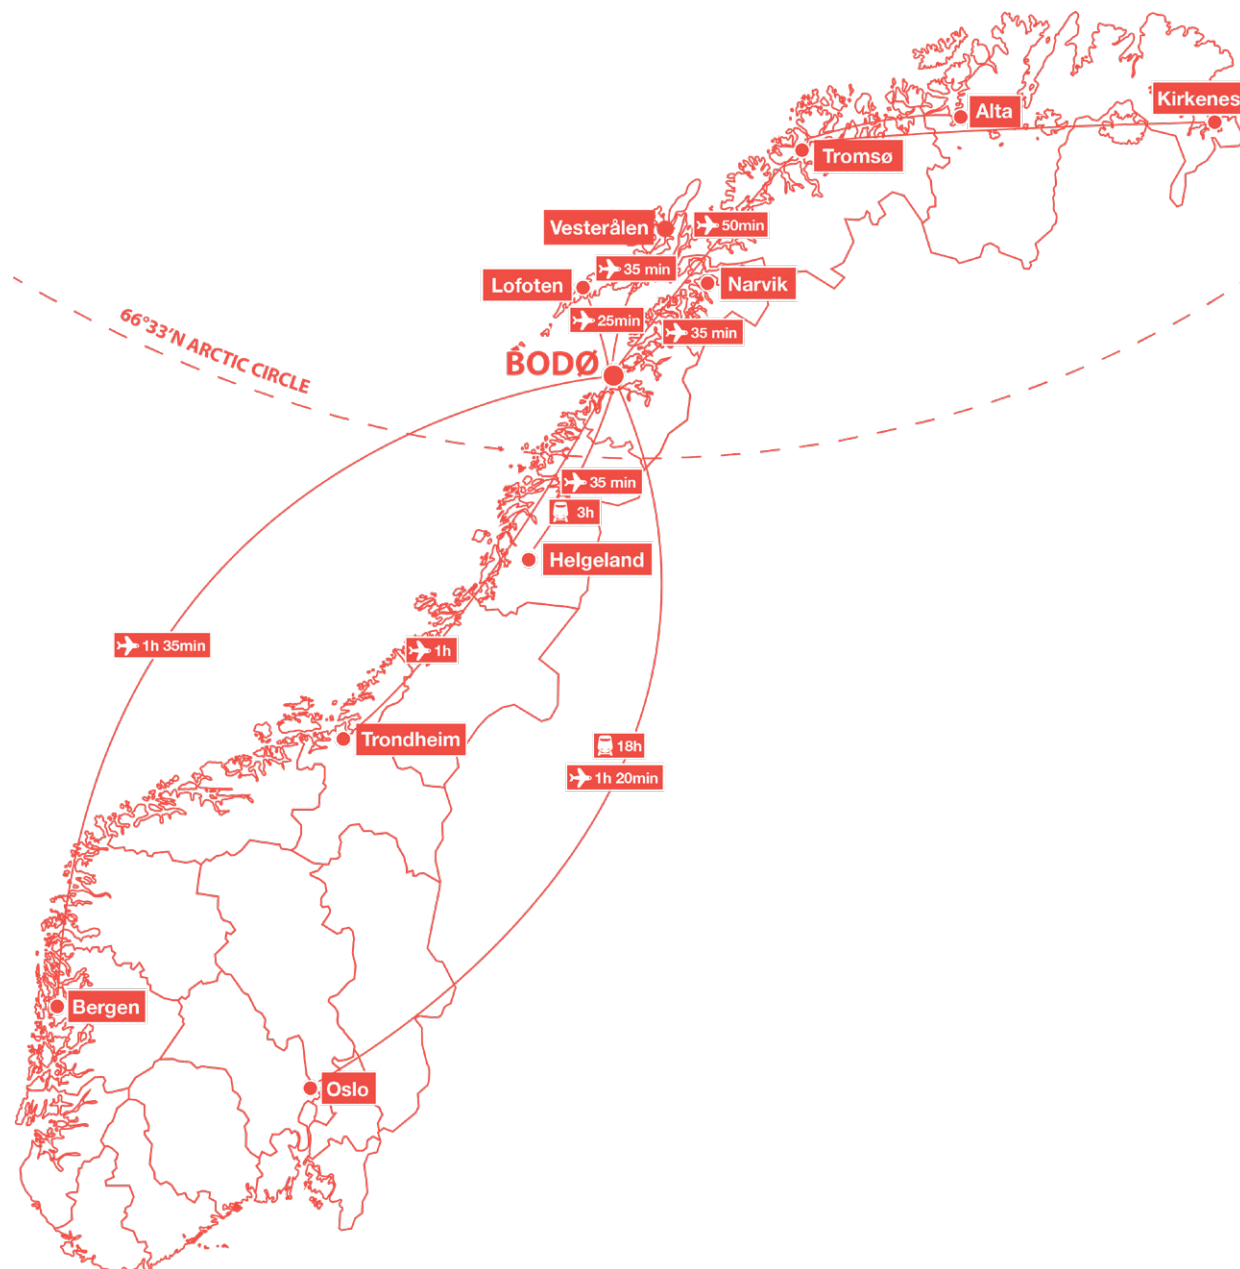 Kirkenes
Alta
Tromsø
Vesterålen
50min
35 min
Lofoten
Narvik
25min
35 min
66°33'N ARCTIC CIRCLE
BODØ
35 min
3h
Helgeland
1h 35min
1h
Trondheim
18h
1h 20min
Bergen
Oslo